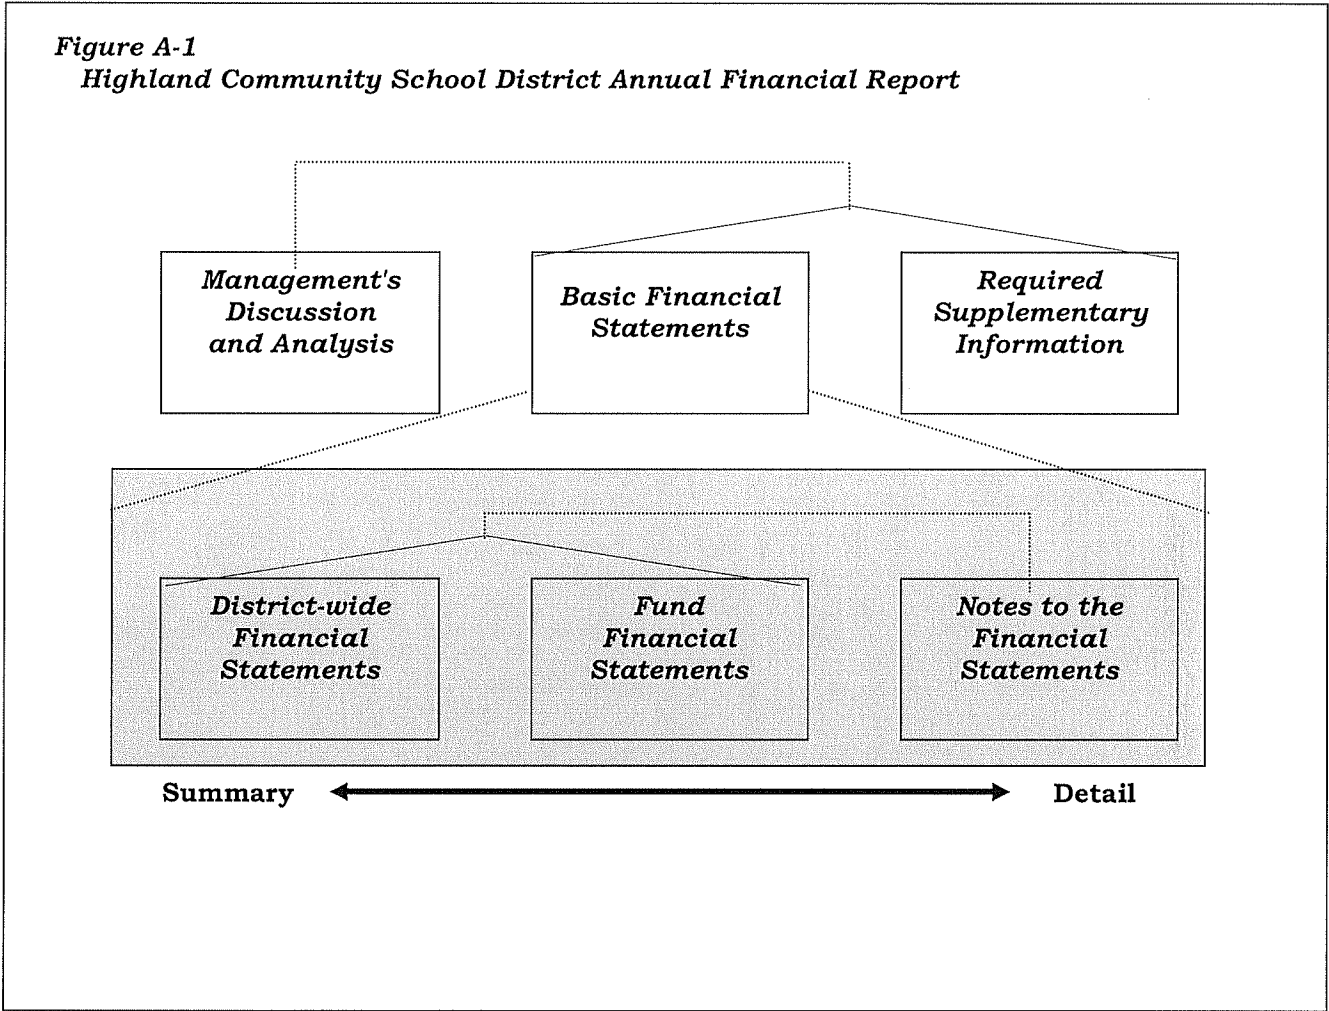 Figure A-1
Highland Community School District Annual Financial Report
Management's
Discussion
and Analysis
Basic Financial
Statements
Required
Supplementary
Information
District-wide
Financial
Statements
Fund
Financial
Statements
Notes to the
Financial
Statements
Summary
Detail